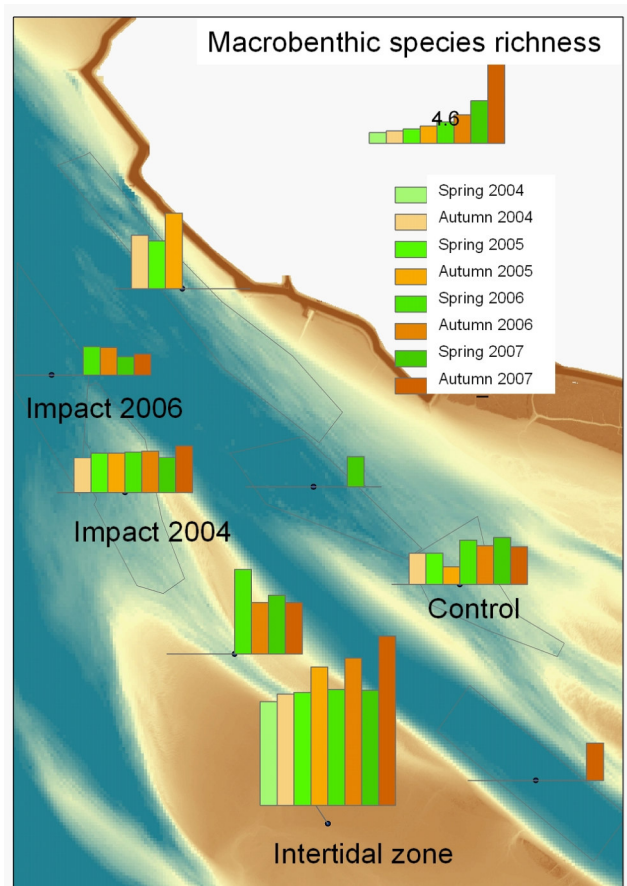 Macrobenthic species richness
4.6
Spring 2004
Autumn 2004
Spring 2005
Autumn 2005
Spring 2006
Autumn 2006
Spring 2007
Autumn 2007
Impact 2006
Impact 2004
Control
Intertidal zone